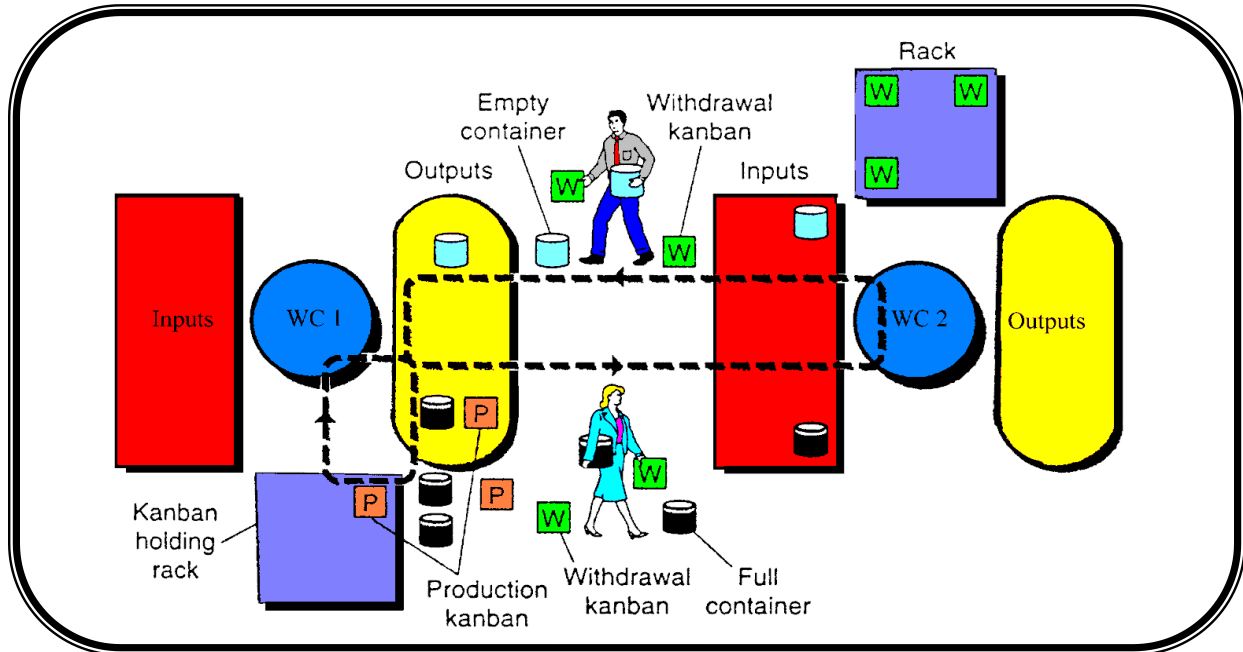 Rack
W
W
W
Empty
container
Withdrawal
kanban
Outputs
W
Inputs
W
Inputs
WC 1
WC 2
Outputs
P
W
P
P
W
Kanban
holding
rack
Production
kanban
Withdrawal
kanban
Full
container